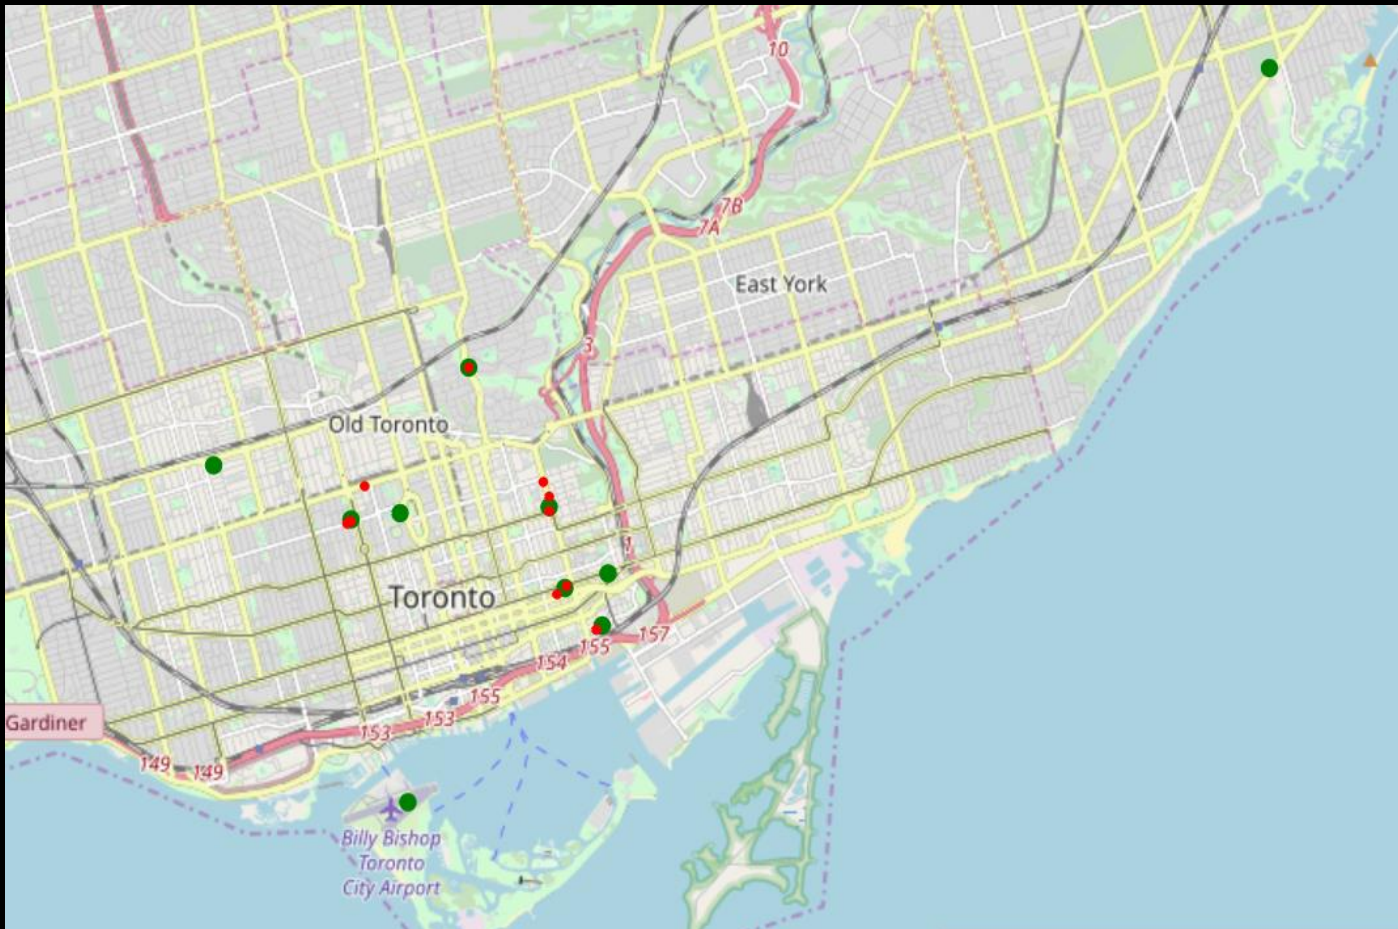 10
7B
7A
East York
3
Old Toronto
1
Toronto
157
155
154
155
Gardiner
153
153
149
149
Billy Bishop
Toronto
City Airport